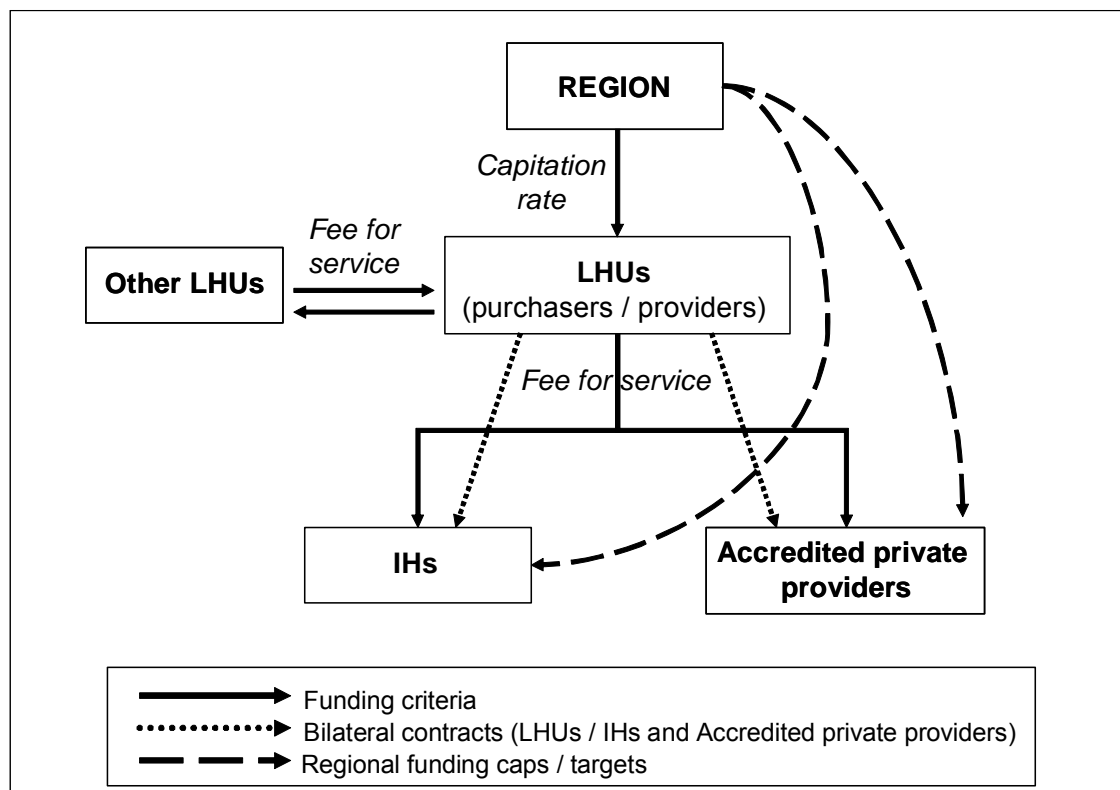 REGION
Capitation
rate
Fee for
service
Other LHUs
LHUs
(purchasers / providers)
Fee for service
IHs
Accredited private
providers
Funding criteria
Bilateral contracts (LHUs / IHs and Accredited private providers)
Regional funding caps / targets